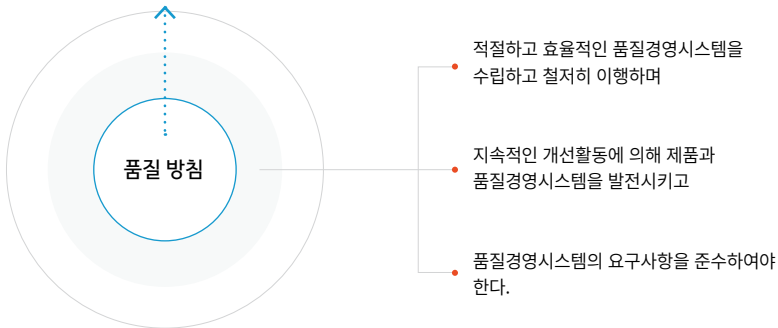 품질 방침
적절하고 효율적인 품질경영시스템을
수립하고 철저히 이행하며
지속적인 개선활동에 의해 제품과
품질경영시스템을 발전시키고
품질경영시스템의 요구사항을 준수하여야
한다.